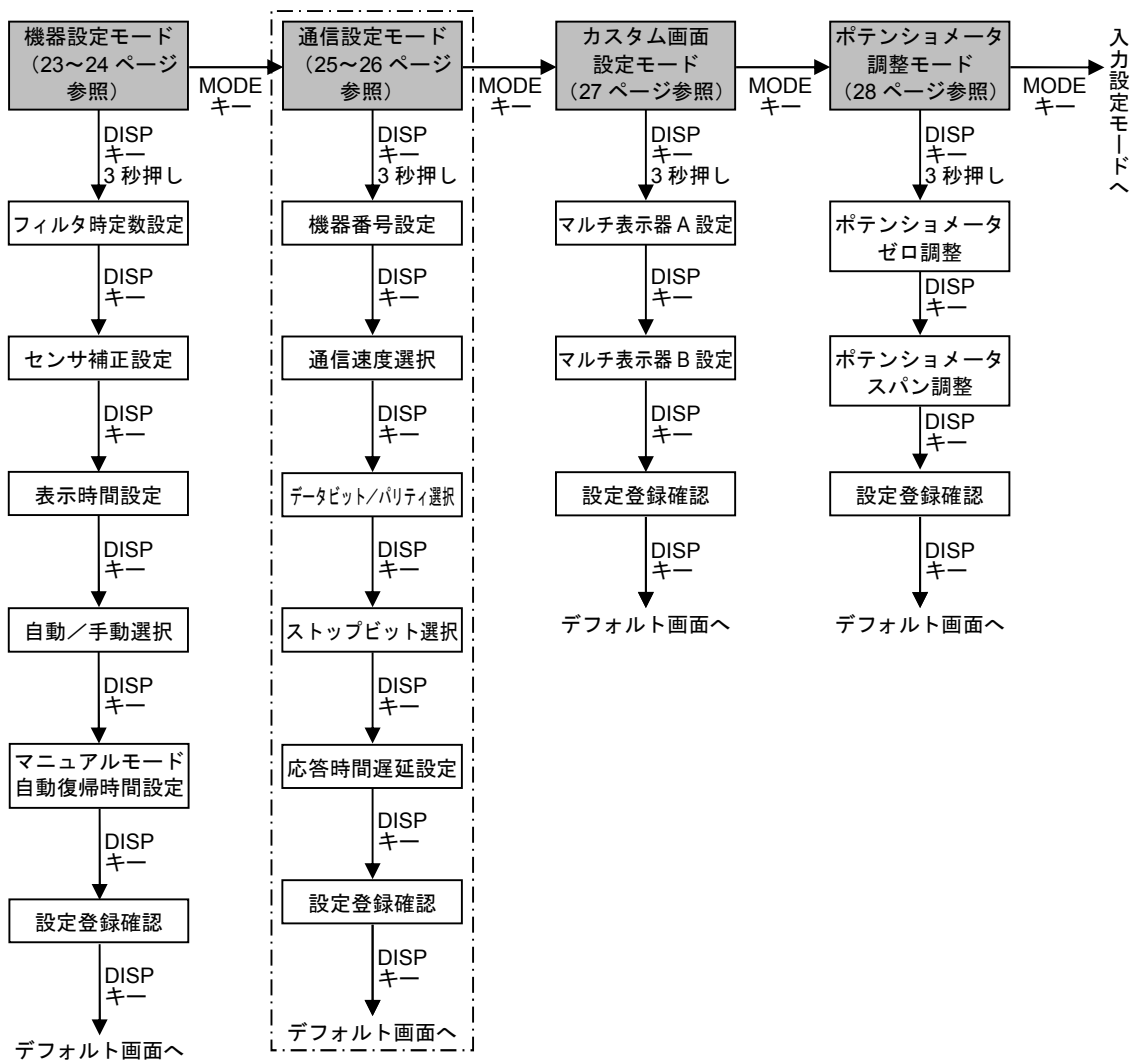 機器設定モード
（23～24 ページ
参照）
MODE
キー
DISP
キー
3 秒押し
フィルタ時定数設定
DISP
キー
センサ補正設定
DISP
キー
表示時間設定
DISP
キー
自動／手動選択
DISP
キー
マニュアルモード
自動復帰時間設定
DISP
キー
設定登録確認
DISP
キー
デフォルト画面へ
通信設定モード
（25～26 ページ
参照）
MODE
キー
DISP
キー
3 秒押し
機器番号設定
DISP
キー
通信速度選択
DISP
キー
データビット／パリティ選択
DISP
キー
ストップビット選択
DISP
キー
応答時間遅延設定
DISP
キー
設定登録確認
DISP
キー
デフォルト画面へ
カスタム画面
設定モード
（27 ページ参照）
MODE
キー
DISP
キー
3 秒押し
マルチ表示器 A 設定
DISP
キー
マルチ表示器 B 設定
DISP
キー
設定登録確認
DISP
キー
デフォルト画面へ
ポテンショメータ
調整モード
（28 ページ参照）
MODE
キー
DISP
キー
3 秒押し
ポテンショメータ
ゼロ調整
DISP
キー
ポテンショメータ
スパン調整
DISP
キー
設定登録確認
DISP
キー
デフォルト画面へ
入力設定モードへ